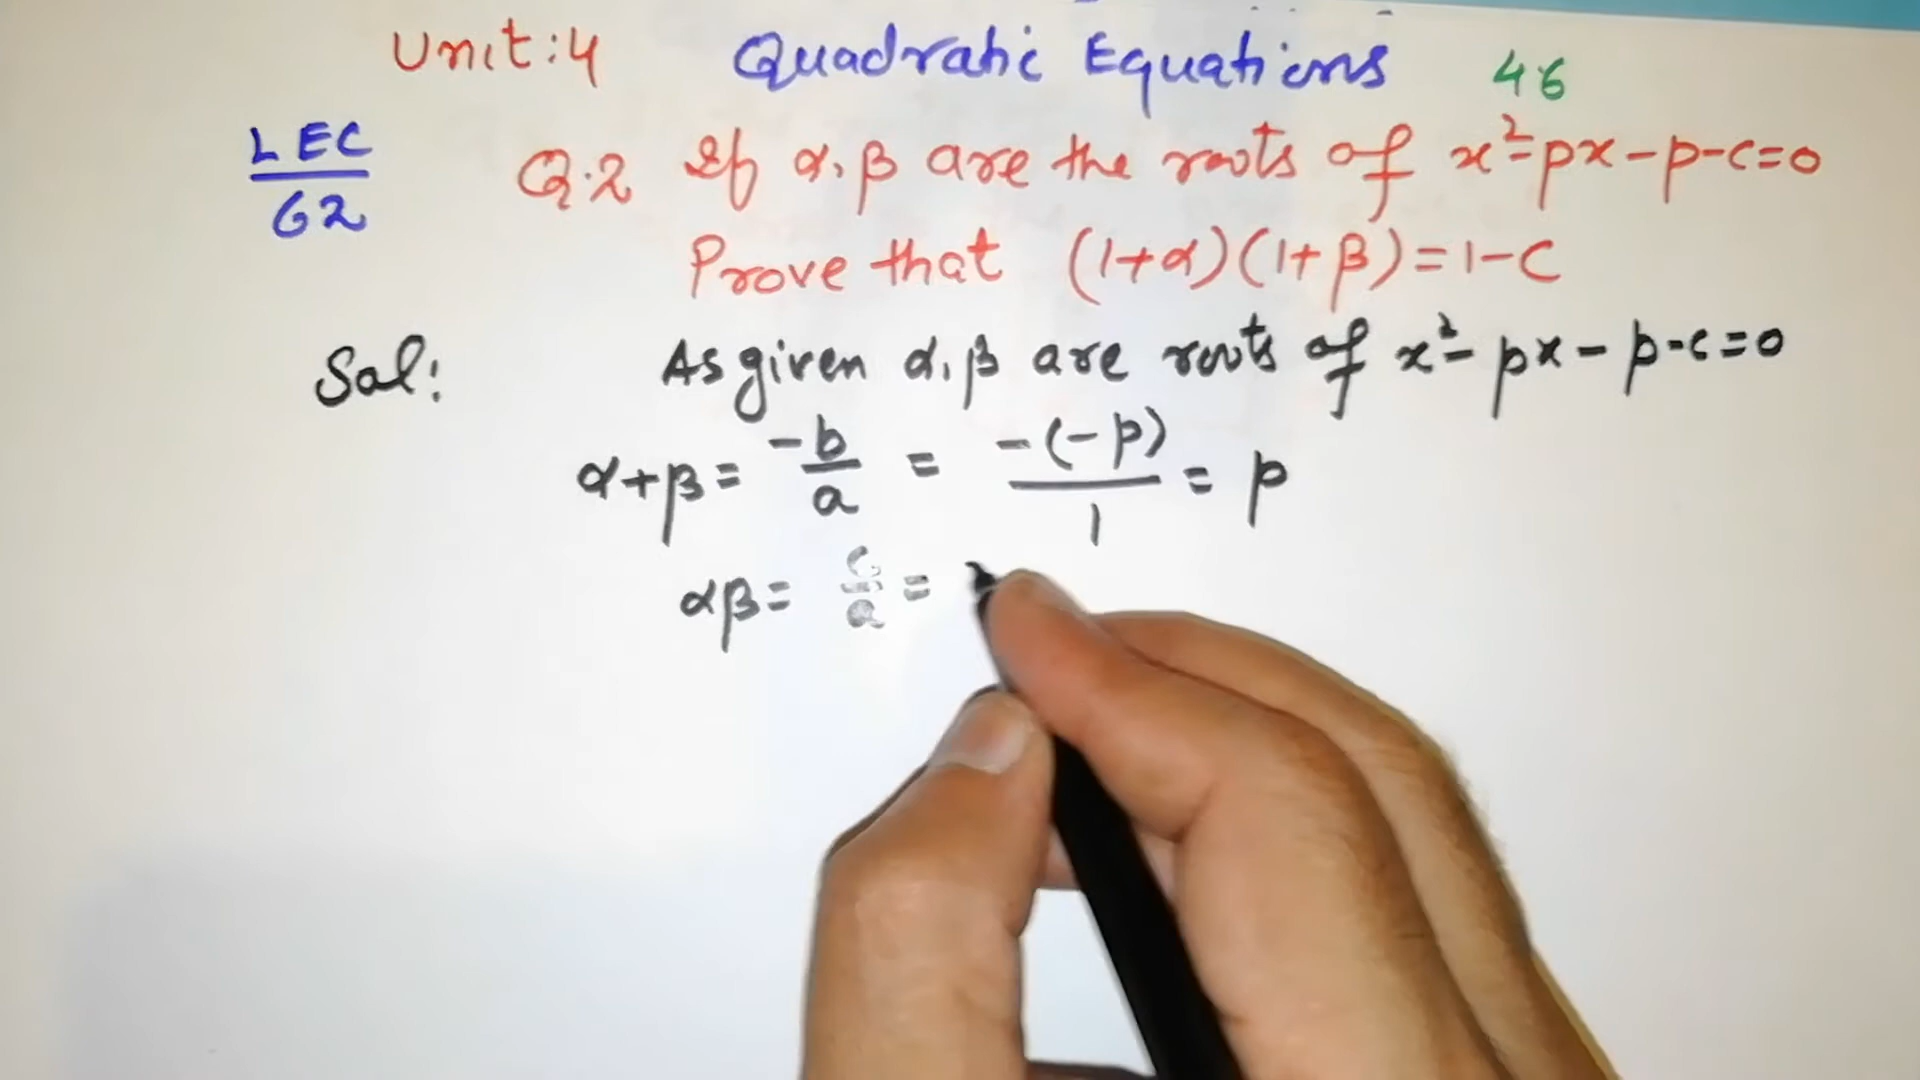 Unit:4 Quadratic Equations 46
LEC/62
Q.2 If α, β are the roots of x²-px-p-c=0
Prove that (1+α)(1+β)=1-C
Sol: As given α, β are roots of x²-px-p-c=0
α+β= -b/a = -(-p)/1 = p
αβ= c/a =